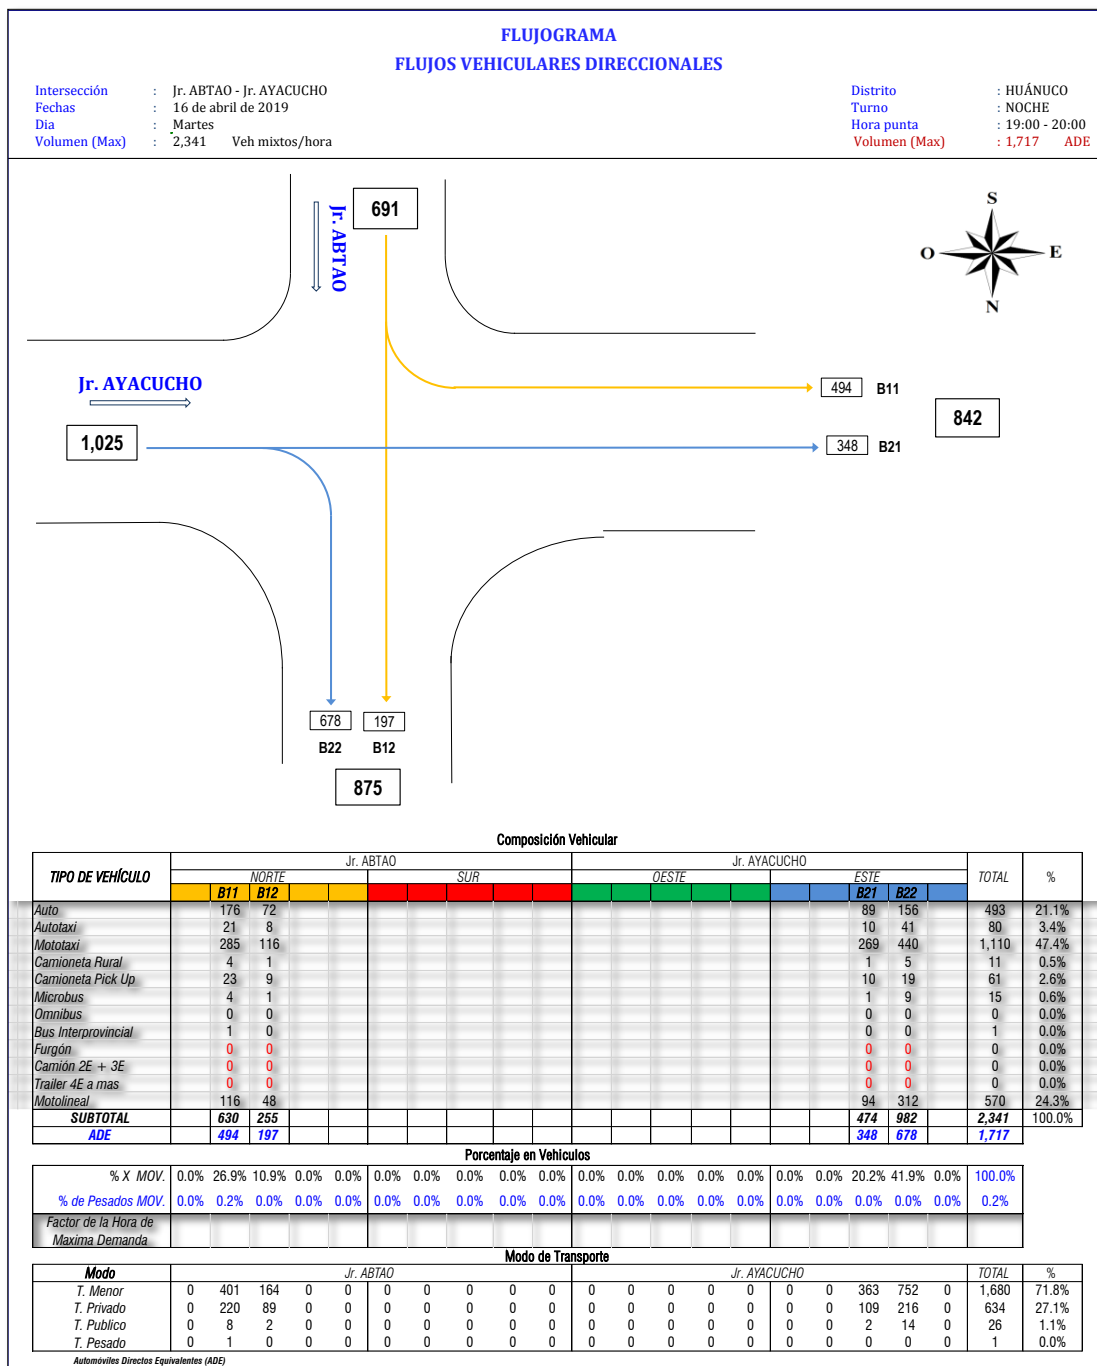 FLUJOGRAMA
FLUJOS VEHICULARES DIRECCIONALES
Intersección : Jr. ABTAO - Jr. AYACUCHO Distrito : HUÁNUCO
Fechas : 16 de abril de 2019 Turno : NOCHE
Dia : Martes Hora punta : 19:00 - 20:00
Volumen (Max) : 2,341 Veh mixtos/hora Volumen (Max) : 1,717 ADE
Jr. ABTAO
691
S
O E
N
Jr. AYACUCHO
494 B11
842
1,025
348 B21
678 197
B22 B12
875
Composición Vehicular
TIPO DE VEHÍCULO Jr. ABTAO Jr. AYACUCHO TOTAL %
NORTE SUR OESTE ESTE
B11 B12 B21 B22
Auto 176 72 89 156 493 21.1%
Autotaxi 21 8 10 41 80 3.4%
Mototaxi 285 116 269 440 1,110 47.4%
Camioneta Rural 4 1 1 5 11 0.5%
Camioneta Pick Up 23 9 10 19 61 2.6%
Microbus 4 1 1 9 15 0.6%
Omnibus 0 0 0 0 0 0.0%
Bus Interprovincial 1 0 0 0 1 0.0%
Furgón 0 0 0 0 0 0.0%
Camión 2E + 3E 0 0 0 0 0 0.0%
Trailer 4E a mas 0 0 0 0 0 0.0%
Motolineal 116 48 94 312 570 24.3%
SUBTOTAL 630 255 474 982 2,341 100.0%
ADE 494 197 348 678 1,717
Porcentaje en Vehiculos
% X MOV. 0.0% 26.9% 10.9% 0.0% 0.0% 0.0% 0.0% 0.0% 0.0% 0.0% 0.0% 0.0% 0.0% 0.0% 0.0% 0.0% 0.0% 20.2% 41.9% 0.0% 100.0%
% de Pesados MOV. 0.0% 0.2% 0.0% 0.0% 0.0% 0.0% 0.0% 0.0% 0.0% 0.0% 0.0% 0.0% 0.0% 0.0% 0.0% 0.0% 0.0% 0.0% 0.0% 0.0% 0.2%
Factor de la Hora de
Maxima Demanda
Modo de Transporte
Modo Jr. ABTAO Jr. AYACUCHO TOTAL %
T. Menor 0 401 164 0 0 0 0 0 0 0 0 0 0 0 0 0 0 363 752 0 1,680 71.8%
T. Privado 0 220 89 0 0 0 0 0 0 0 0 0 0 0 0 0 0 109 216 0 634 27.1%
T. Publico 0 8 2 0 0 0 0 0 0 0 0 0 0 0 0 0 0 2 14 0 26 1.1%
T. Pesado 0 1 0 0 0 0 0 0 0 0 0 0 0 0 0 0 0 0 0 0 1 0.0%
Automóviles Directos Equivalentes (ADE)